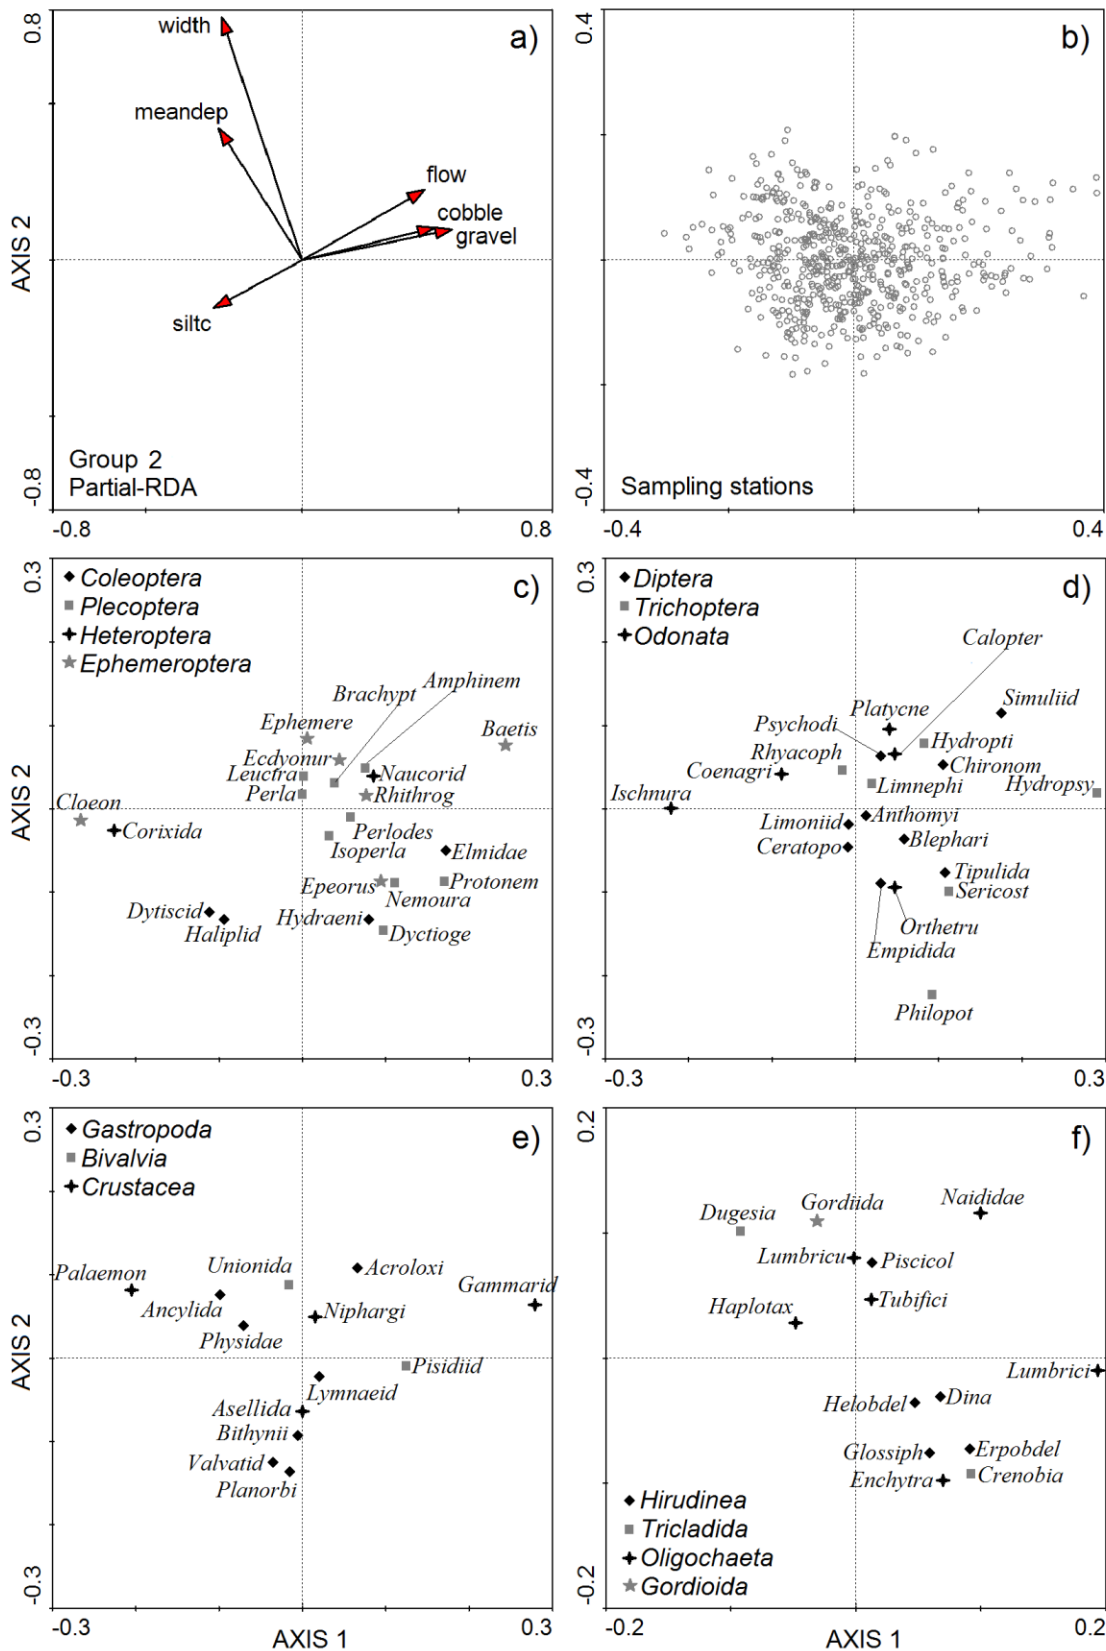 0.8
AXIS 2
-0.8
a)
width
meandep
flow
cobble
gravel
siltc
Group 2
Partial-RDA
-0.8
0.8
0.4
-0.4
b)
Sampling stations
-0.4
0.4
0.3
AXIS 2
-0.3
c)
Coleoptera
Plecoptera
Heteroptera
Ephemeroptera
Amphinem
Brachypt
Ephemere
Baetis
Ecdyonur
Leucfra
Naucorid
Perla
Rhithrog
Cloeon
Corixida
Perlodes
Isoperla
Elmidae
Epeorus
Protonem
Nemoura
Dytiscid
Haliplid
Hydraeni
Dyctioge
-0.3
0.3
0.3
-0.3
d)
Diptera
Trichoptera
Odonata
Calopter
Simuliid
Platycne
Psychodi
Hydropti
Rhyacoph
Coenagri
Chironom
Limnephi
Hydropsy
Ischnura
Anthomyi
Limoniid
Blephari
Ceratopo
Tipulida
Sericost
Orthetru
Empidida
Philopot
-0.3
0.3
0.3
AXIS 2
-0.3
e)
Gastropoda
Bivalvia
Crustacea
Unionida
Acroloxi
Palaemon
Gammarid
Ancylida
Niphargi
Physidae
Pisidiid
Lymnaeid
Asellida
Bithynii
Valvatid
Planorbi
-0.3
AXIS 1
0.3
0.2
-0.2
f)
Gordiida
Naididae
Dugesia
Lumbricu
Piscicol
Haplotax
Tubifici
Lumbrici
Dina
Helobdel
Glossiph
Erpobdel
Crenobia
Enchytra
Hirudinea
Tricladida
Oligochaeta
Gordioida
-0.2
AXIS 1
0.2